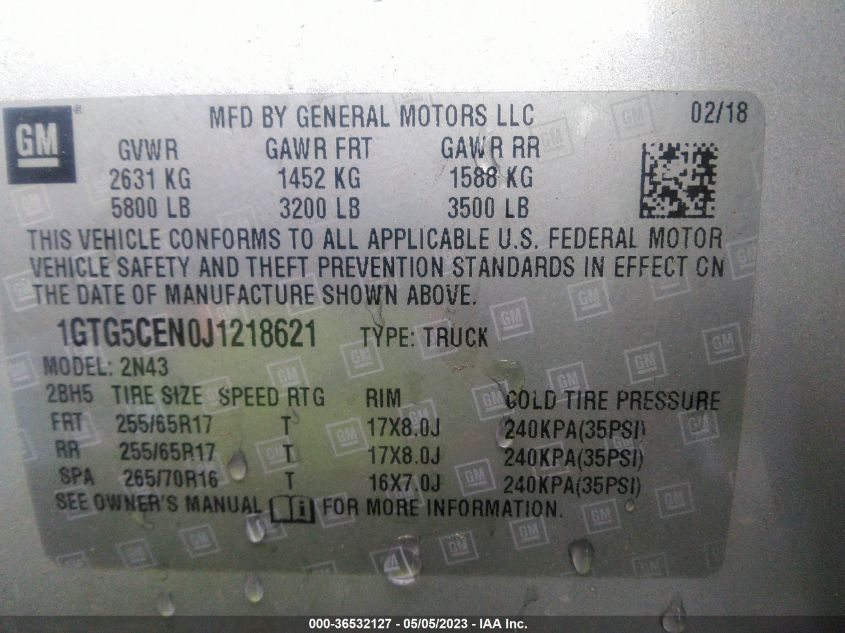 GM
MFD BY GENERAL MOTORS LLC 02/18
GVWR GAWR FRT GAWR RR
2631 KG 1452 KG 1588 KG
5800 LB 3200 LB 3500 LB
THIS VEHICLE CONFORMS TO ALL APPLICABLE U.S. FEDERAL MOTOR
VEHICLE SAFETY AND THEFT PREVENTION STANDARDS IN EFFECT ON
THE DATE OF MANUFACTURE SHOWN ABOVE.
1GTG5CEN0J1218621 TYPE: TRUCK
MODEL: 2N43
2BH5 TIRE SIZE SPEED RTG RIM COLD TIRE PRESSURE
FRT 255/65R17 T 17X8.0J 240KPA(35PSI)
RR 255/65R17 T 17X8.0J 240KPA(35PSI)
SPA 265/70R16 T 16X7.0J 240KPA(35PSI)
SEE OWNER'S MANUAL FOR MORE INFORMATION.
000-36532127 - 05/05/2023 - IAA Inc.